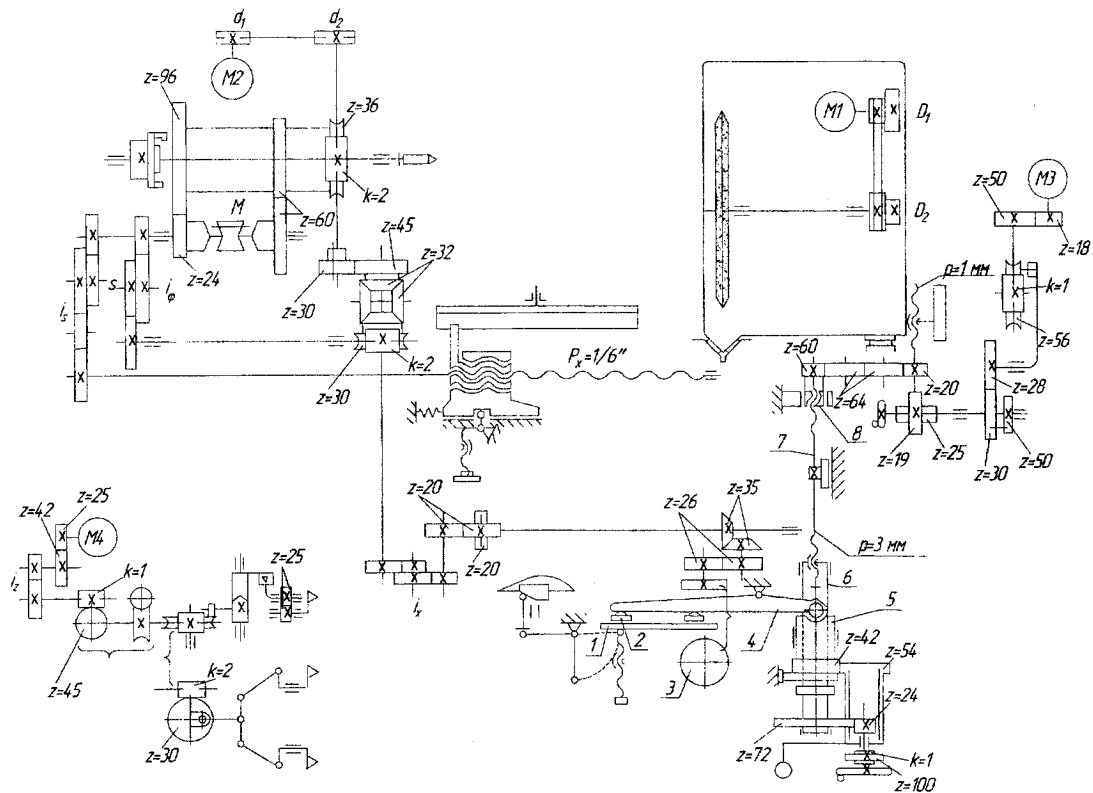 d₁
d₂
M2
z=96
z=36
k=2
M
z=60
z=24
iₛ
s
iφ
z=45
z=32
z=30
k=2
z=30
Pₓ=1/6"
M1
D₁
D₂
z=50
M3
z=18
p=1 мм
k=1
z=56
z=60
z=28
z=20
z=64
8
z=19
z=25
z=30
z=50
7
z=20
z=26
z=35
p=3 мм
z=20
iₓ
6
5
1
2
4
3
z=42
z=54
z=24
z=72
k=1
z=100
z=25
z=42
M4
k=1
z=25
z=45
k=2
z=30